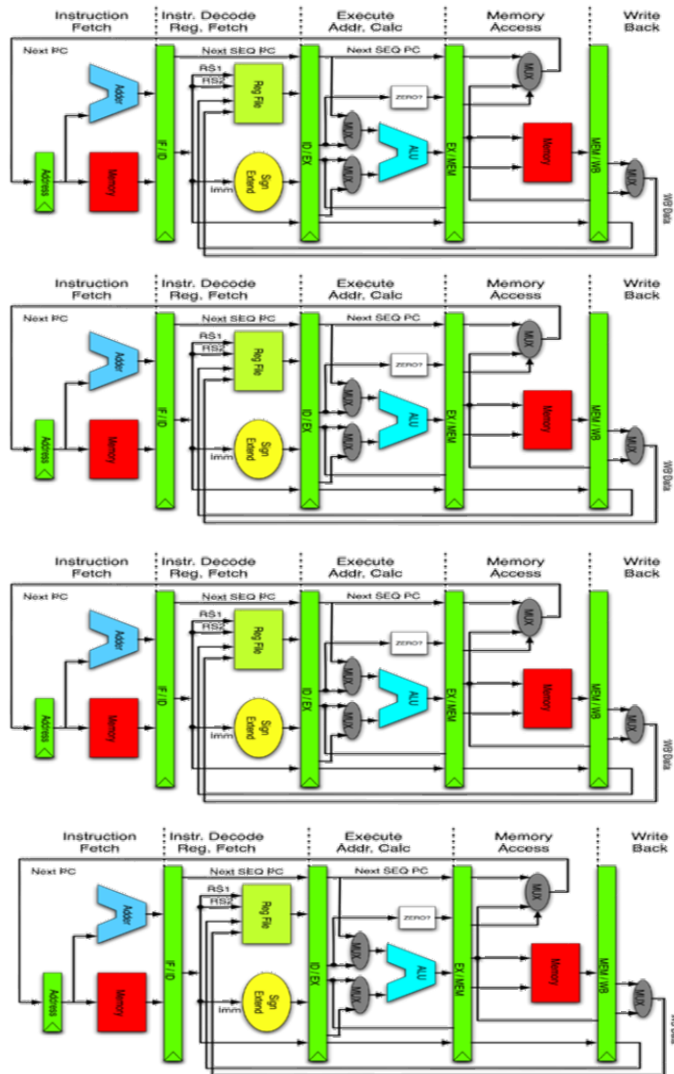 Instruction Fetch
Instr. Decode Reg. Fetch
Execute Addr. Calc
Memory Access
Write Back
Next PC
Next SEQ PC
Next SEQ PC
RS1
RS2
Reg File
Adder
ZERO?
MUX
MUX
MUX
ALU
Address
Memory
IF / ID
Imm
Sign Extend
ID / EX
EX / MEM
Memory
MEM / WB
MUX
WB Data
Instruction Fetch
Instr. Decode Reg. Fetch
Execute Addr. Calc
Memory Access
Write Back
Next PC
Next SEQ PC
Next SEQ PC
RS1
RS2
Reg File
Adder
ZERO?
MUX
MUX
MUX
ALU
Address
Memory
IF / ID
Imm
Sign Extend
ID / EX
EX / MEM
Memory
MEM / WB
MUX
WB Data
Instruction Fetch
Instr. Decode Reg. Fetch
Execute Addr. Calc
Memory Access
Write Back
Next PC
Next SEQ PC
Next SEQ PC
RS1
RS2
Reg File
Adder
ZERO?
MUX
MUX
MUX
ALU
Address
Memory
IF / ID
Imm
Sign Extend
ID / EX
EX / MEM
Memory
MEM / WB
MUX
WB Data
Instruction Fetch
Instr. Decode Reg. Fetch
Execute Addr. Calc
Memory Access
Write Back
Next PC
Next SEQ PC
Next SEQ PC
RS1
RS2
Reg File
Adder
ZERO?
MUX
MUX
MUX
ALU
Address
Memory
IF / ID
Imm
Sign Extend
ID / EX
EX / MEM
Memory
MEM / WB
MUX